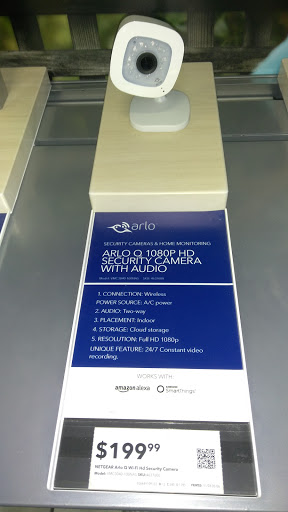 arlo
SECURITY CAMERAS & HOME MONITORING
ARLO Q 1080P HD
SECURITY CAMERA
WITH AUDIO
1. CONNECTION: Wireless
POWER SOURCE: A/C power
2. AUDIO: Two-way
3. PLACEMENT: Indoor
4. STORAGE: Cloud storage
5. RESOLUTION: Full HD 1080p
UNIQUE FEATURE: 24/7 Constant video
recording.
WORKS WITH:
amazon alexa
SmartThings
$199.99
NETGEAR Arlo Q Wi-Fi Hd Security Camera